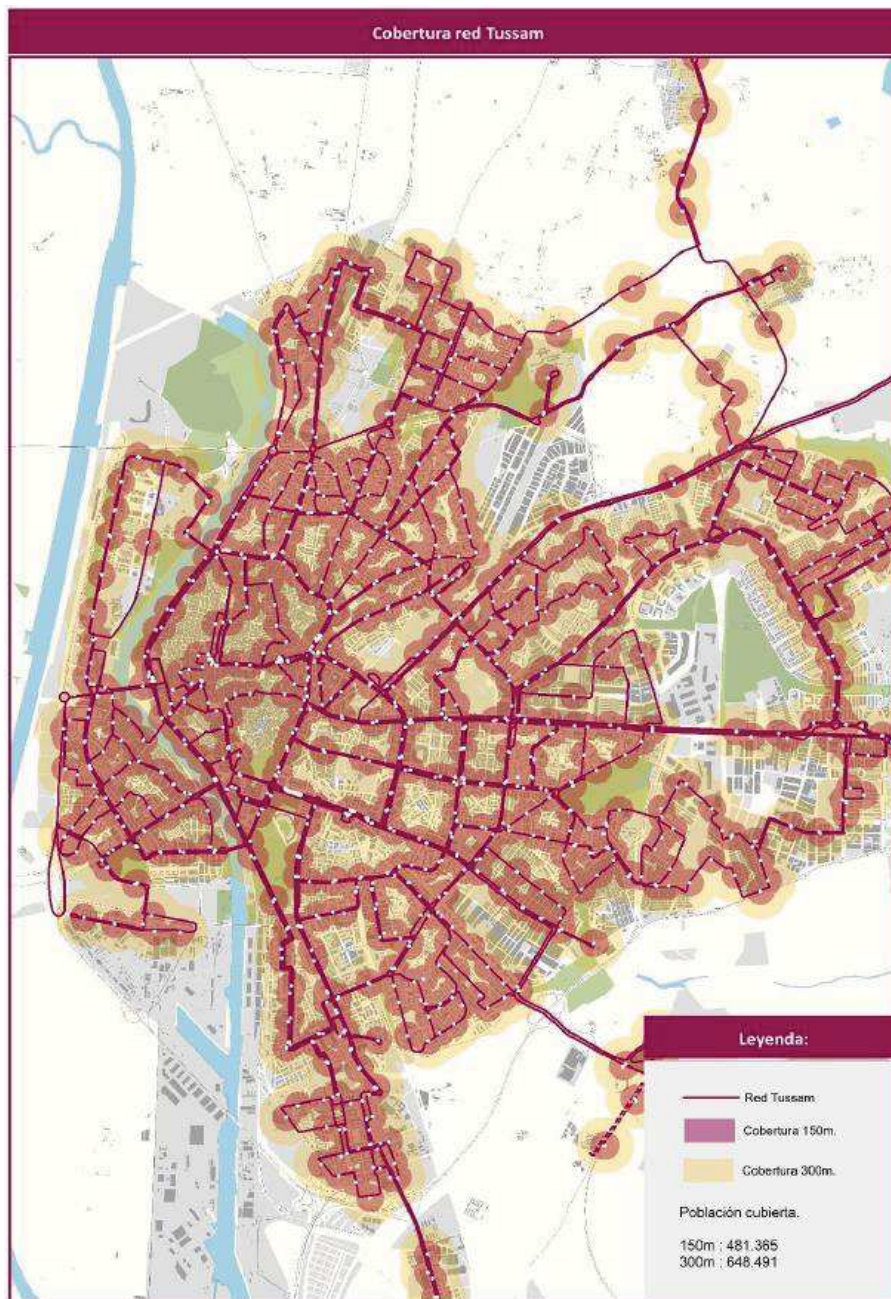 Cobertura red Tussam
Leyenda:
Red Tussam
Cobertura 150m.
Cobertura 300m.
Población cubierta.
150m : 481.365
300m : 648.491